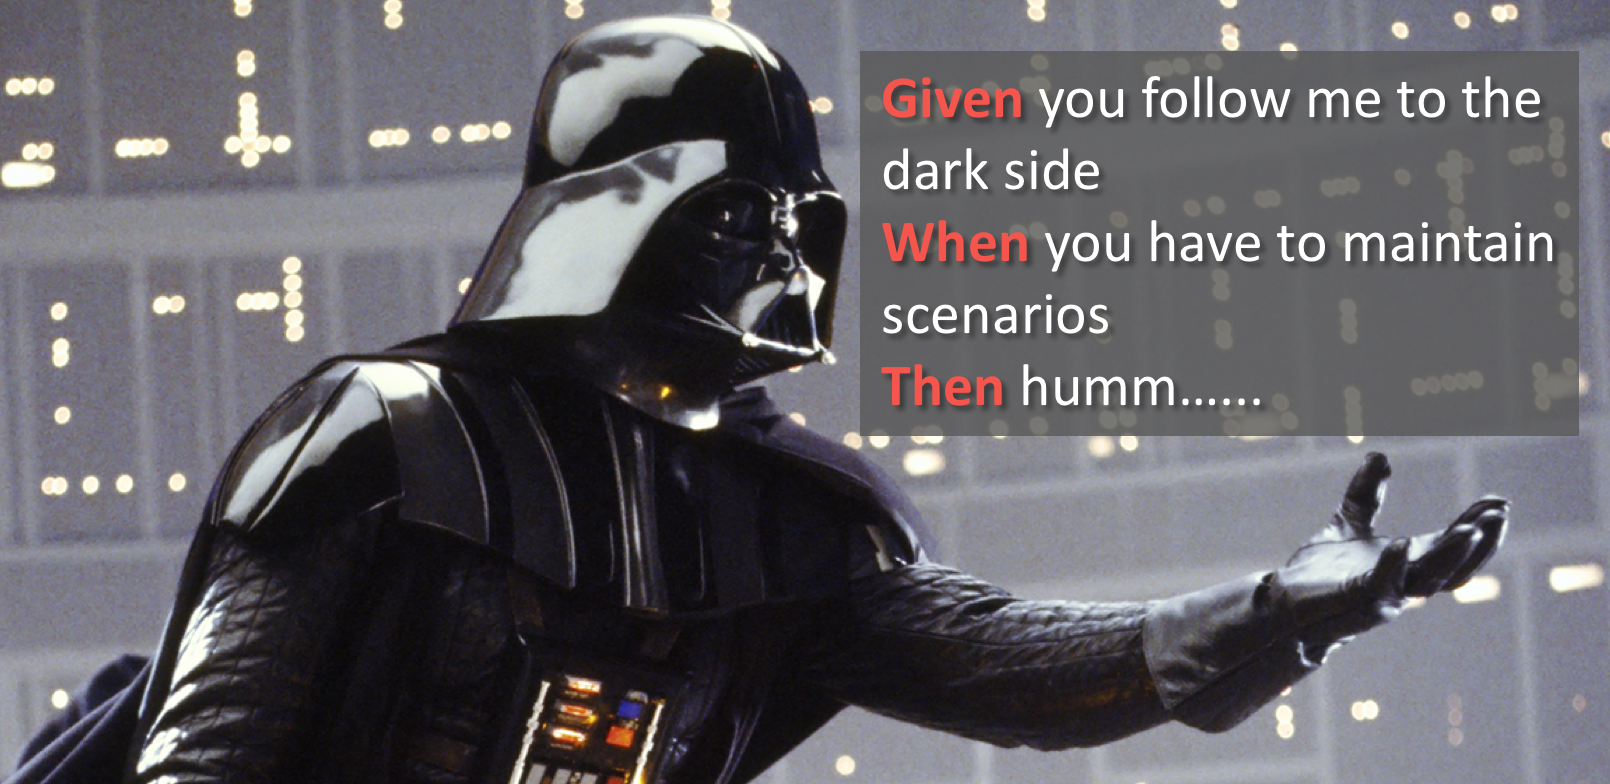 Given you follow me to the
dark side
When you have to maintain
scenarios
Then humm......